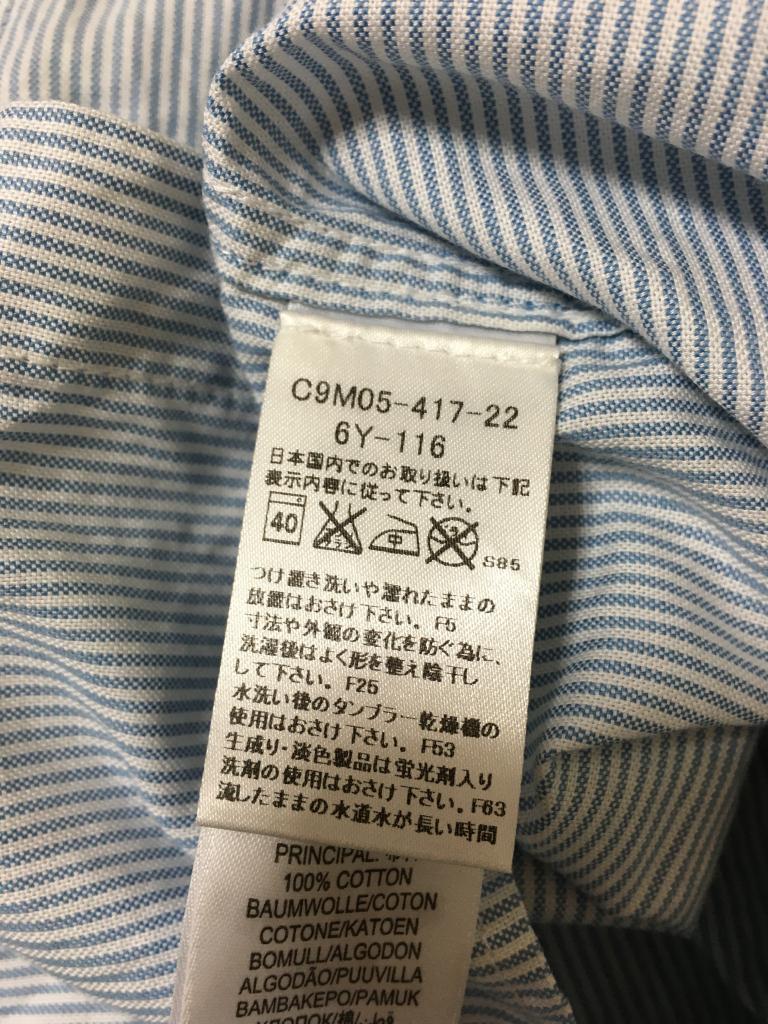 C9M05-417-22
6Y-116
日本国内でのお取り扱いは下記
表示内容に従って下さい。
40 中 S85
つけ置き洗いや濡れたままの
放置はおさけ下さい。F5
寸法や外観の変化を防ぐ為に、
洗濯後はよく形を整え陰干し
して下さい。F25
水洗い後のタンブラー乾燥機の
使用はおさけ下さい。F53
生成り・淡色製品は蛍光剤入り
洗剤の使用はおさけ下さい。F63
流したままの水道水が長い時間
PRINCIPAL:
100% COTTON
BAUMWOLLE/COTON
COTONE/KATOEN
BOMULL/ALGODON
ALGODÃO/PUUVILLA
BAMBAKEPO/PAMUK